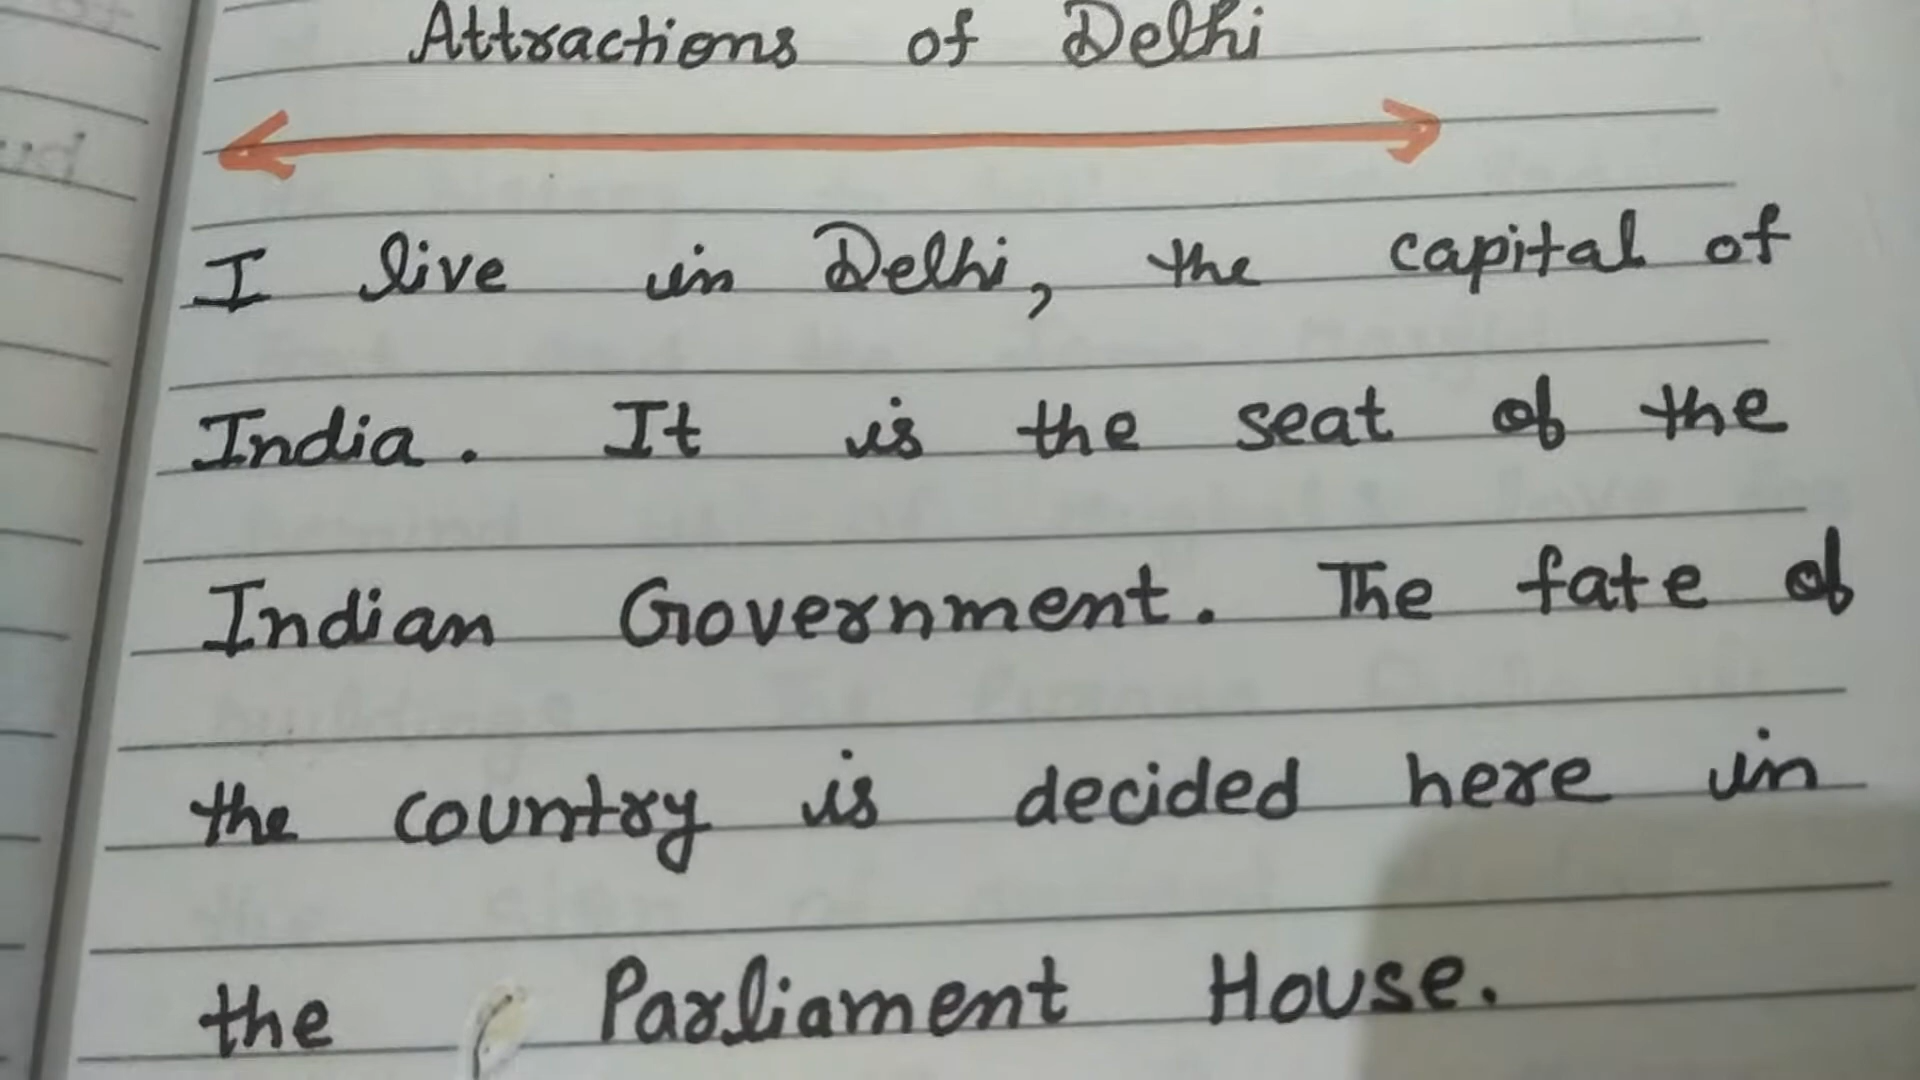 Attractions of Delhi
I live in Delhi, the capital of
India. It is the seat of the
Indian Government. The fate of
the country is decided here in
the Parliament House.